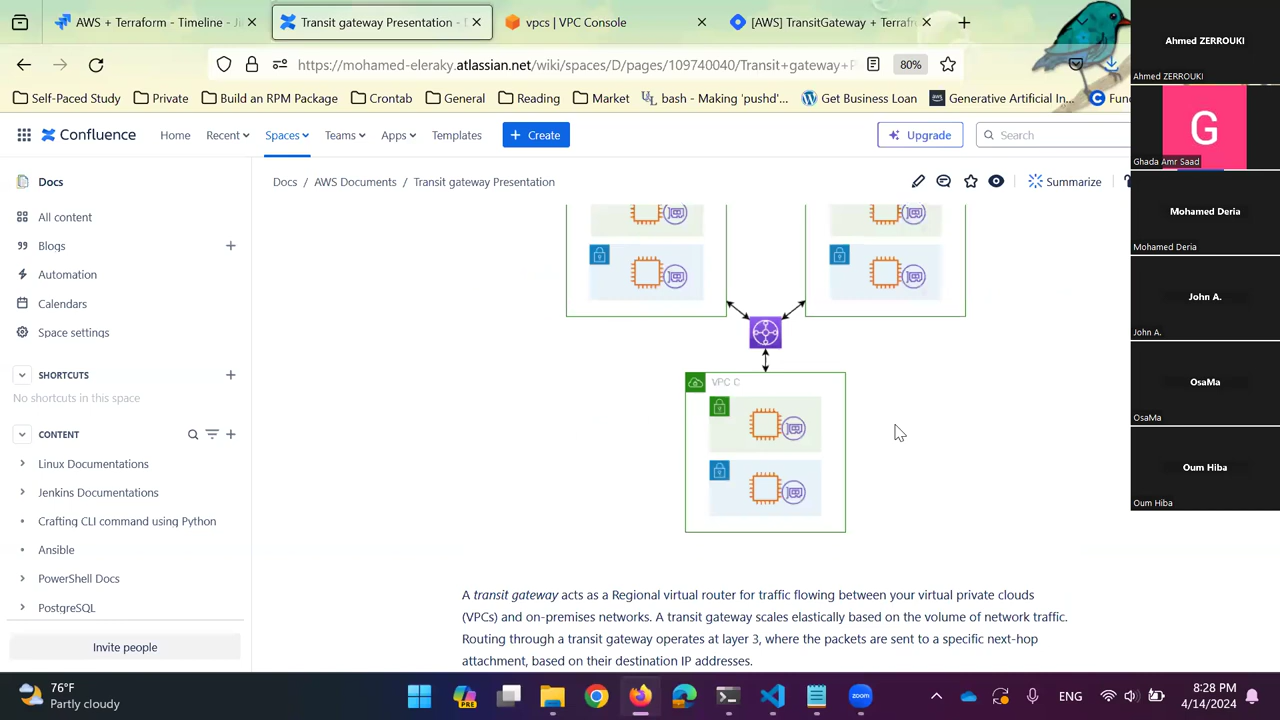 AWS + Terraform - Timeline - Je
Transit gateway Presentation - D
vpcs | VPC Console
[AWS] TransitGateway + Terrafr
https://mohamed-eleraky.atlassian.net/wiki/spaces/D/pages/109740040/Transit+gateway+P
80%
Self-Paced Study
Private
Build an RPM Package
Crontab
General
Reading
Market
bash - Making 'pushd'...
Get Business Loan
Generative Artificial In...
Fun
Confluence
Home
Recent
Spaces
Teams
Apps
Templates
Create
Upgrade
Search
Docs
Docs / AWS Documents / Transit gateway Presentation
Summarize
All content
Blogs
Automation
Calendars
Space settings
SHORTCUTS
No shortcuts in this space
CONTENT
Linux Documentations
Jenkins Documentations
Crafting CLI command using Python
Ansible
PowerShell Docs
PostgreSQL
Invite people
VPC C
A transit gateway acts as a Regional virtual router for traffic flowing between your virtual private clouds
(VPCs) and on-premises networks. A transit gateway scales elastically based on the volume of network traffic.
Routing through a transit gateway operates at layer 3, where the packets are sent to a specific next-hop
attachment, based on their destination IP addresses.
Ahmed ZERROUKI
Ahmed ZERROUKI
G
Ghada Amr Saad
Mohamed Deria
Mohamed Deria
John A.
John A.
OsaMa
OsaMa
Oum Hiba
Oum Hiba
76°F
Partly cloudy
PRE
zoom
ENG
8:28 PM
4/14/2024